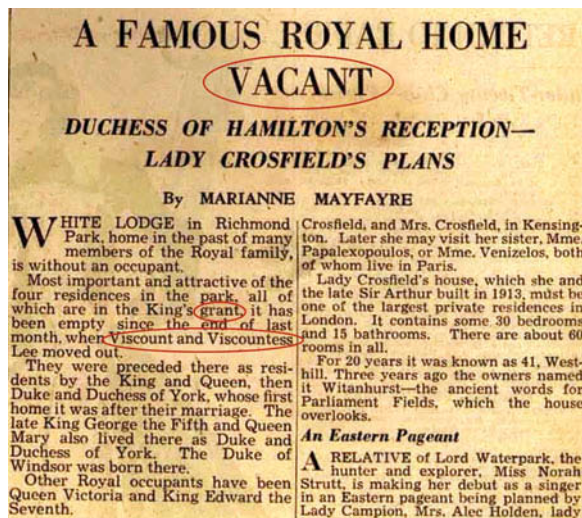 A FAMOUS ROYAL HOME
VACANT
DUCHESS OF HAMILTON'S RECEPTION—
LADY CROSFIELD'S PLANS
By MARIANNE MAYFAYRE
WHITE LODGE in Richmond
Park, home in the past of many
members of the Royal family,
is without an occupant.
Most important and attractive of the
four residences in the park, all of
which are in the King's grant, it has
been empty since the end of last
month, when Viscount and Viscountess
Lee moved out.
They were preceded there as resi-
dents by the King and Queen, then
Duke and Duchess of York, whose first
home it was after their marriage. The
late King George the Fifth and Queen
Mary also lived there as Duke and
Duchess of York. The Duke of
Windsor was born there.
Other Royal occupants have been
Queen Victoria and King Edward the
Seventh.
Crosfield, and Mrs. Crosfield, in Kensing-
ton. Later she may visit her sister, Mme.
Papalexopoulos, or Mme. Venizelos, both
of whom live in Paris.
Lady Crosfield's house, which she and
the late Sir Arthur built in 1913, must be
one of the largest private residences in
London. It contains some 30 bedrooms
and 15 bathrooms. There are about 60
rooms in all.
For 20 years it was known as 41, West-
hill. Three years ago the owners named
it Witanhurst—the ancient words for
Parliament Fields, which the house
overlooks.
An Eastern Pageant
A RELATIVE of Lord Waterpark, the
hunter and explorer, Miss Norah
Strutt, is making her debut as a singer
in an Eastern pageant being planned by
Lady Campion, Mrs. Alec Holden, lady